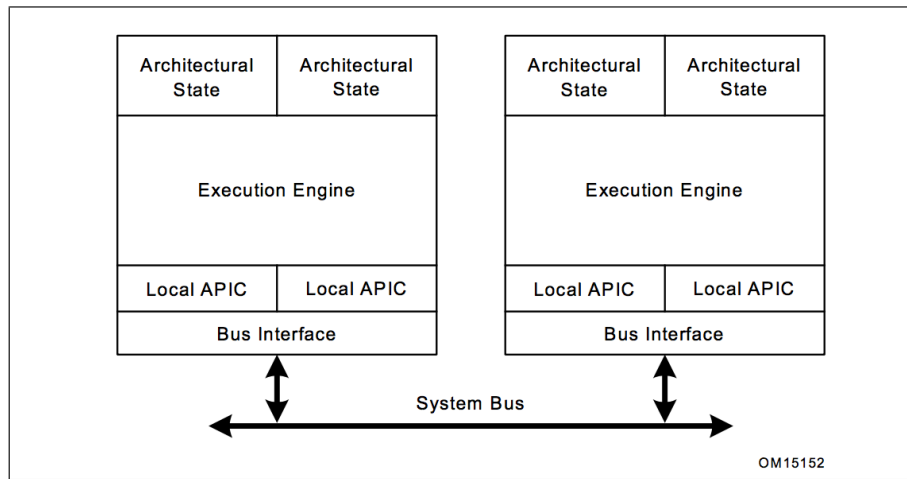 Architectural
State
Architectural
State
Architectural
State
Architectural
State
Execution Engine
Execution Engine
Local APIC
Local APIC
Local APIC
Local APIC
Bus Interface
Bus Interface
System Bus
OM15152